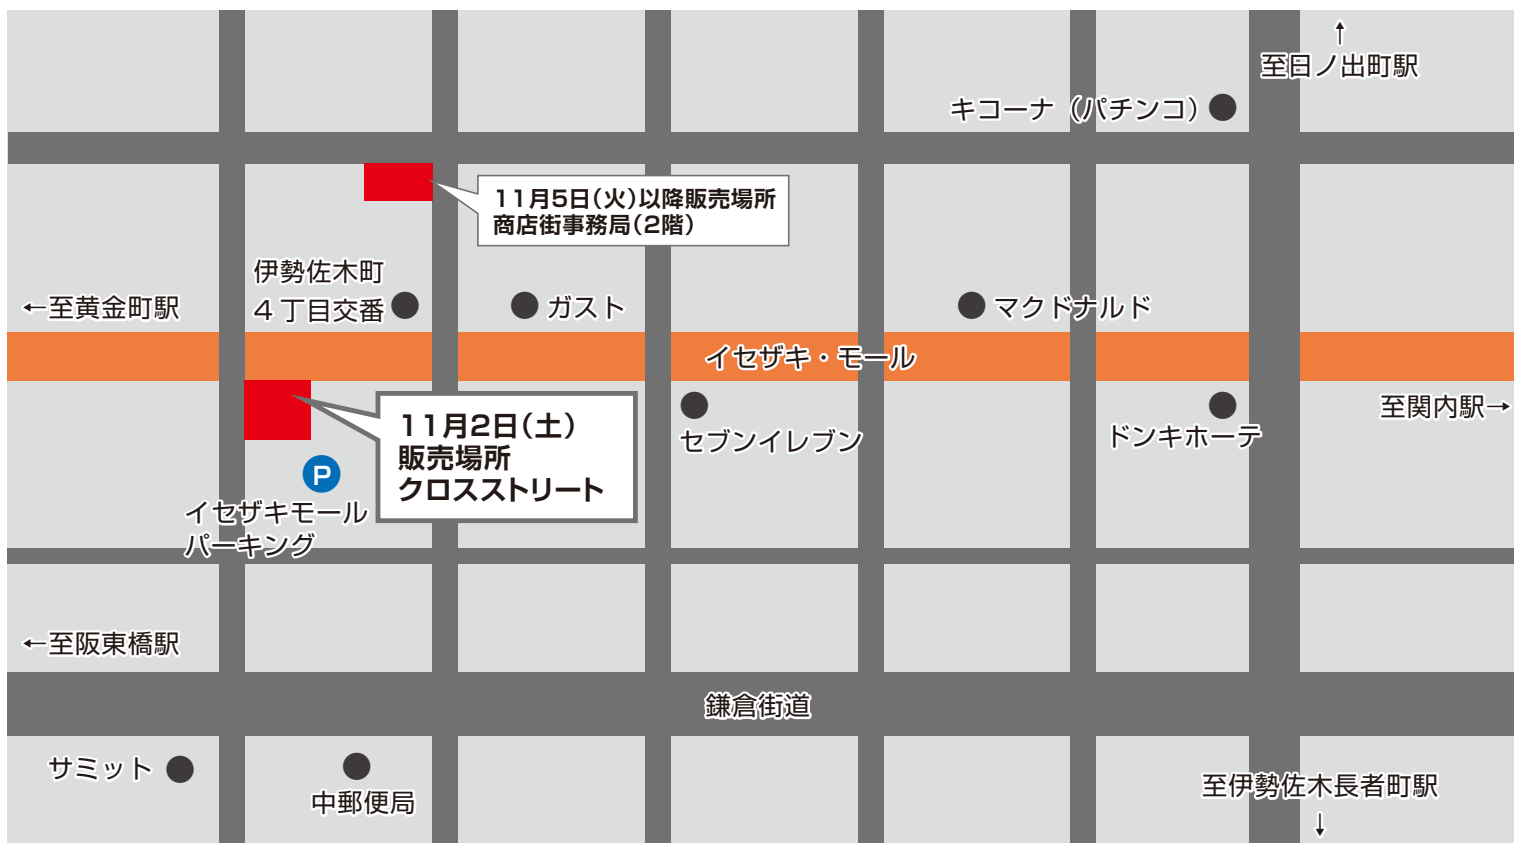 ↑
至日ノ出町駅
キコーナ（パチンコ）
11月5日(火)以降販売場所
商店街事務局(2階)
伊勢佐木町
4丁目交番
←至黄金町駅
ガスト
マクドナルド
イセザキ・モール
11月2日(土)
販売場所
クロスストリート
セブンイレブン
ドンキホーテ
至関内駅→
P
イセザキモール
パーキング
←至阪東橋駅
鎌倉街道
サミット
中郵便局
至伊勢佐木長者町駅
↓